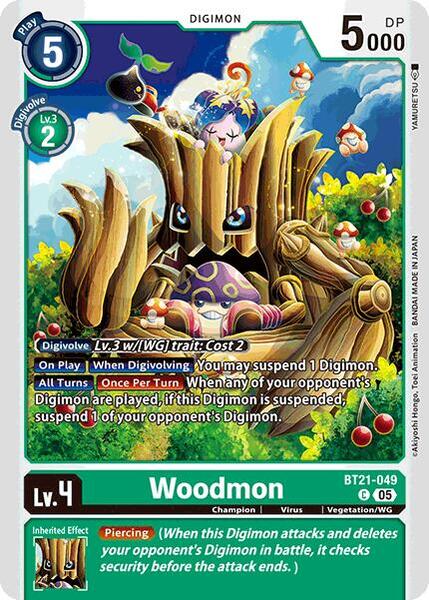 DIGIMON
Play
5
DP
5000
Digivolve
Lv.3
2
YAMURETSU
©Akiyoshi Hongo, Toei Animation BANDAI MADE IN JAPAN
Digivolve Lv.3 w/[WG] trait: Cost 2
On Play When Digivolving You may suspend 1 Digimon.
All Turns Once Per Turn When any of your opponent's
Digimon are played, if this Digimon is suspended,
suspend 1 of your opponent's Digimon.
Lv.4
Woodmon
BT21-049
C 05
Champion | Virus | Vegetation/WG
Inherited Effect
Piercing (When this Digimon attacks and deletes
your opponent's Digimon in battle, it checks
security before the attack ends.)